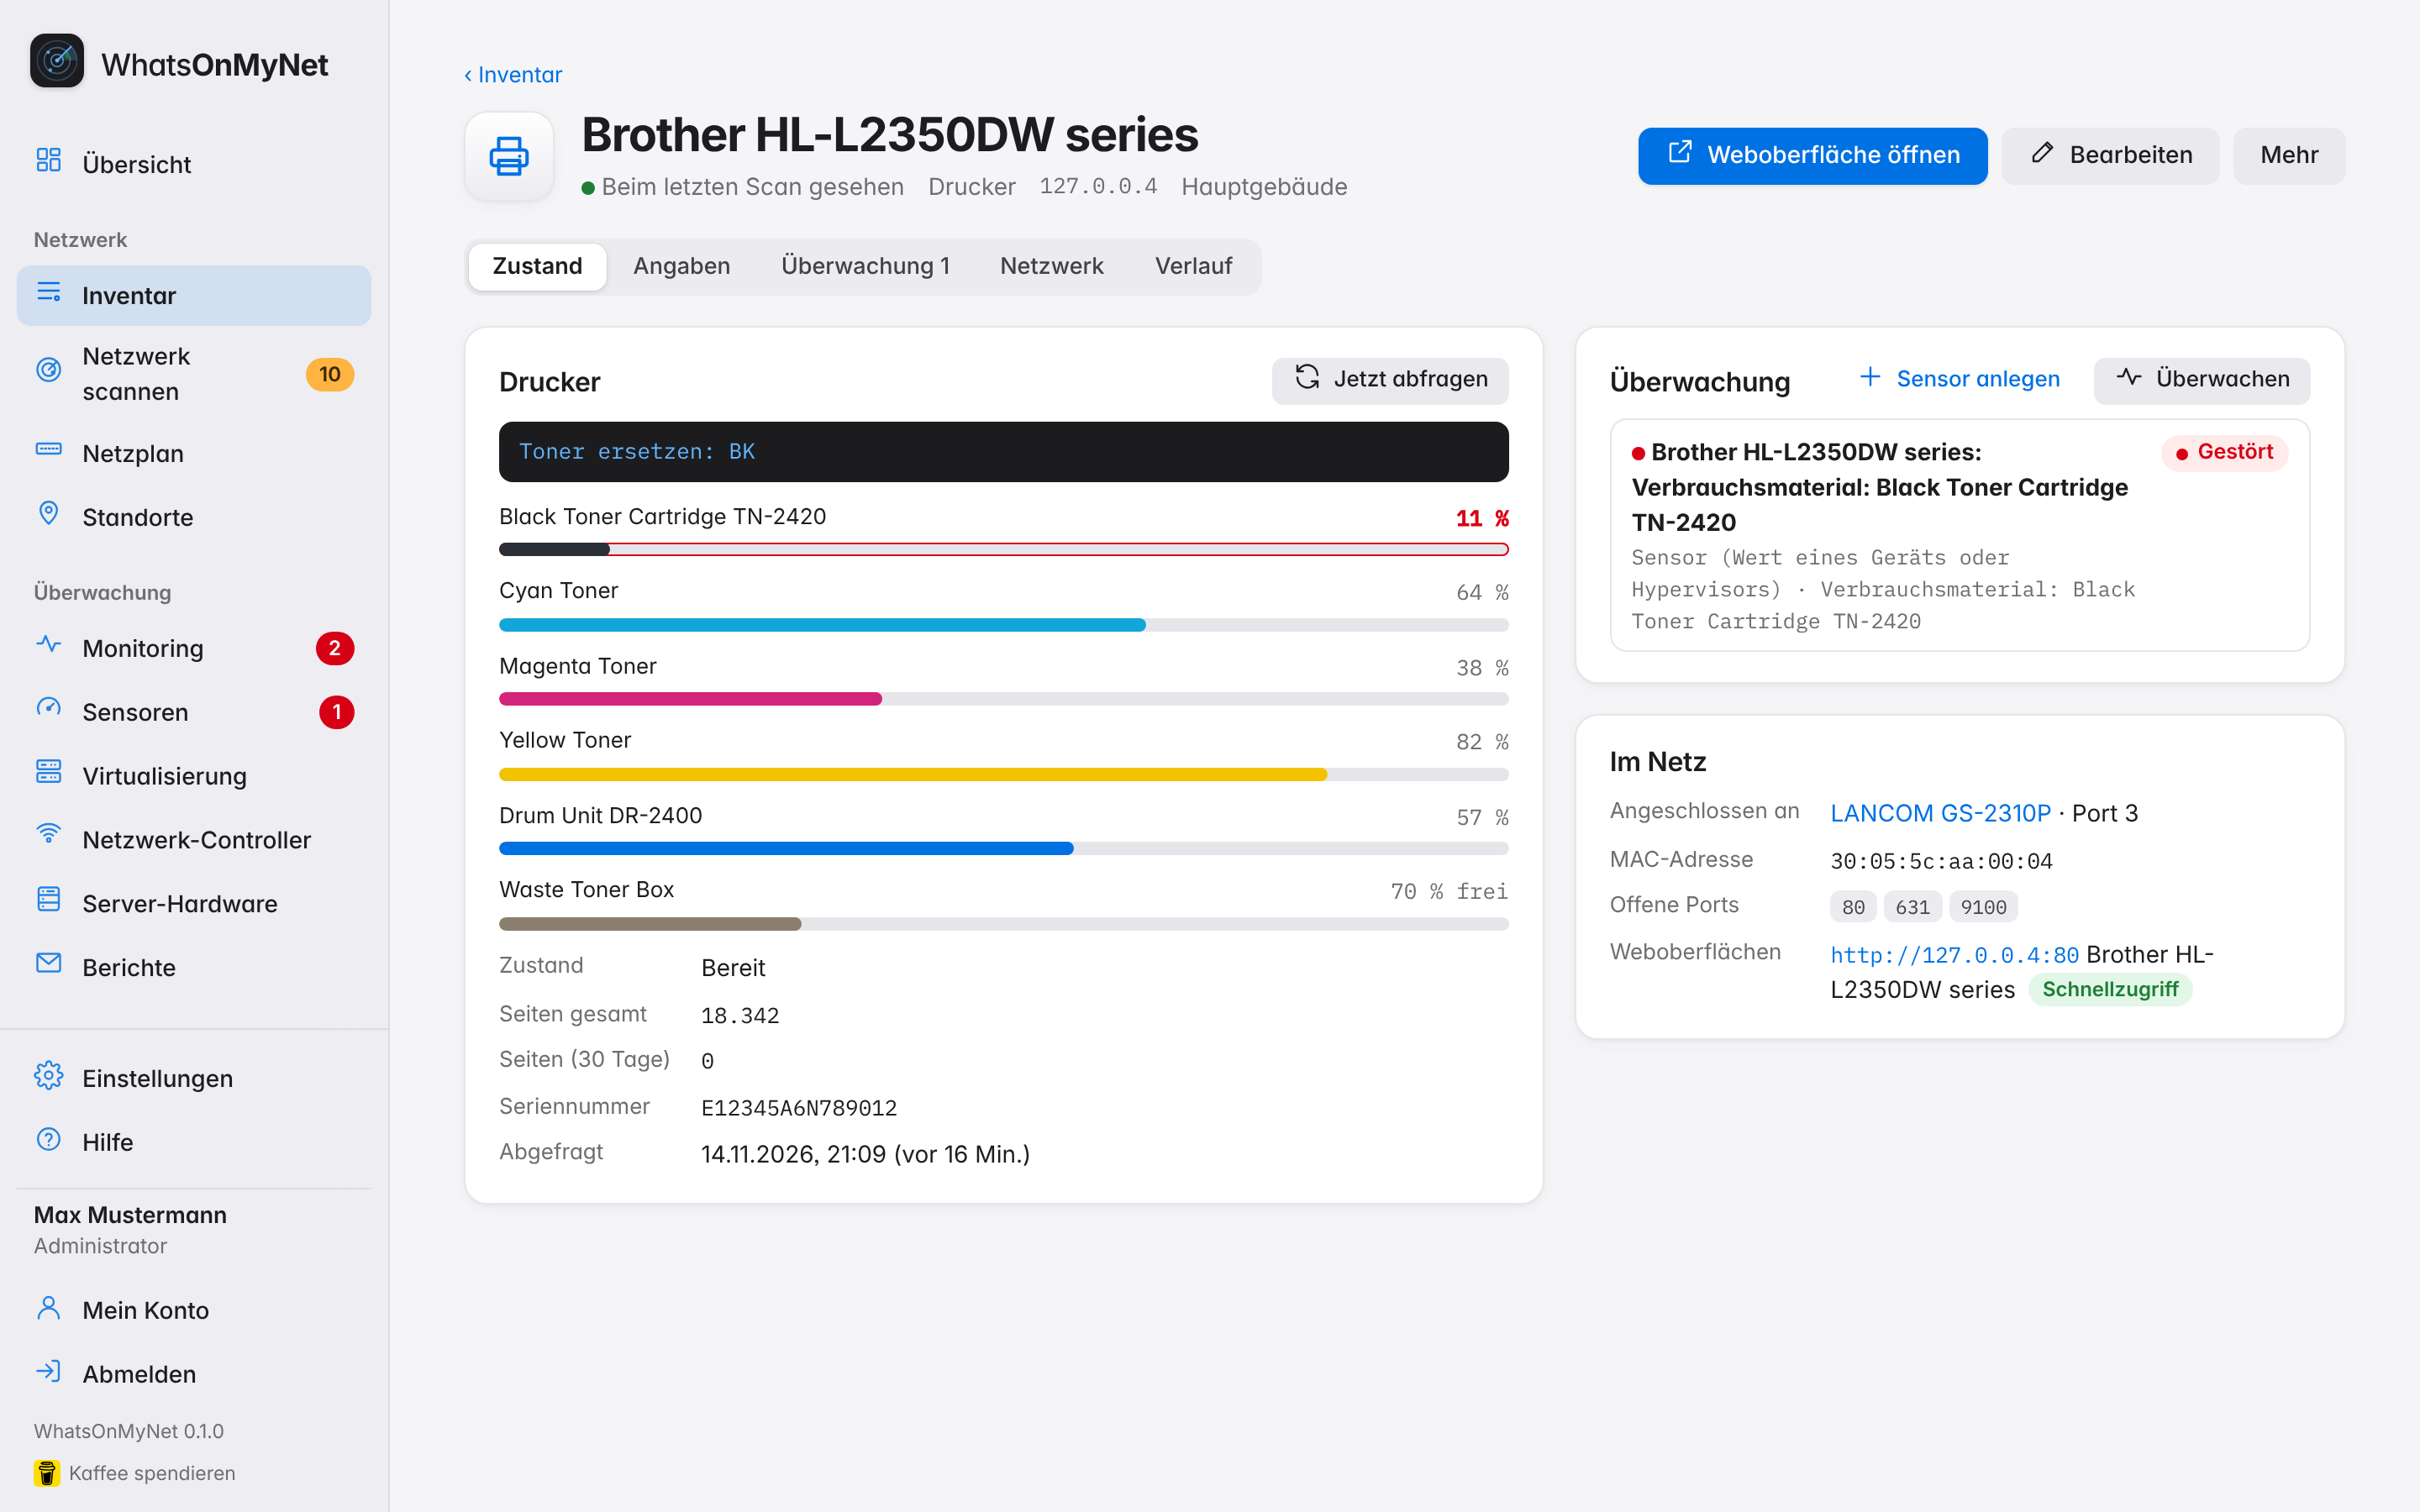 WhatsOnMyNet
Übersicht
Netzwerk
Inventar
Netzwerk
scannen
10
Netzplan
Standorte
Überwachung
Monitoring
2
Sensoren
1
Virtualisierung
Netzwerk-Controller
Server-Hardware
Berichte
Einstellungen
Hilfe
Max Mustermann
Administrator
Mein Konto
Abmelden
WhatsOnMyNet 0.1.0
Kaffee spendieren
‹ Inventar
Brother HL-L2350DW series
Beim letzten Scan gesehen Drucker 127.0.0.4 Hauptgebäude
Weboberfläche öffnen
Bearbeiten
Mehr
Zustand
Angaben
Überwachung 1
Netzwerk
Verlauf
Drucker
Jetzt abfragen
Toner ersetzen: BK
Black Toner Cartridge TN-2420 11 %
Cyan Toner 64 %
Magenta Toner 38 %
Yellow Toner 82 %
Drum Unit DR-2400 57 %
Waste Toner Box 70 % frei
Zustand Bereit
Seiten gesamt 18.342
Seiten (30 Tage) 0
Seriennummer E12345A6N789012
Abgefragt 14.11.2026, 21:09 (vor 16 Min.)
Überwachung
Sensor anlegen
Überwachen
Brother HL-L2350DW series:
Verbrauchsmaterial: Black Toner Cartridge
TN-2420
Gestört
Sensor (Wert eines Geräts oder
Hypervisors) · Verbrauchsmaterial: Black
Toner Cartridge TN-2420
Im Netz
Angeschlossen an LANCOM GS-2310P · Port 3
MAC-Adresse 30:05:5c:aa:00:04
Offene Ports 80 631 9100
Weboberflächen http://127.0.0.4:80 Brother HL-
L2350DW series Schnellzugriff